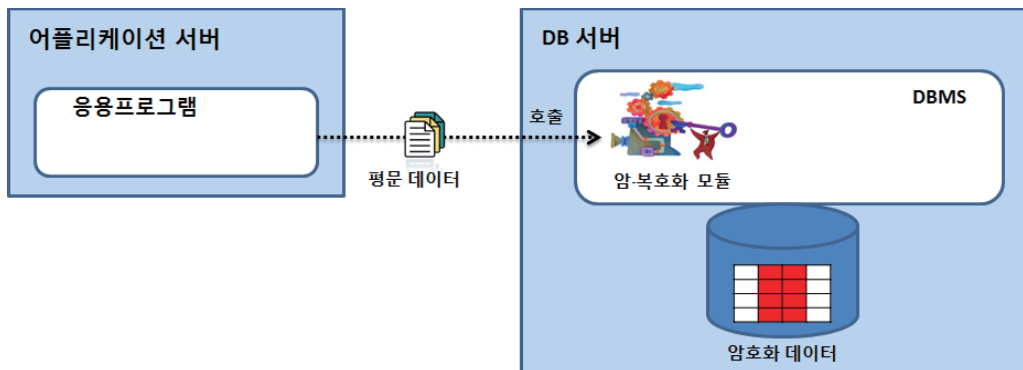 어플리케이션 서버
응용프로그램
평문 데이터
호출
DB 서버
DBMS
암·복호화 모듈
암호화 데이터